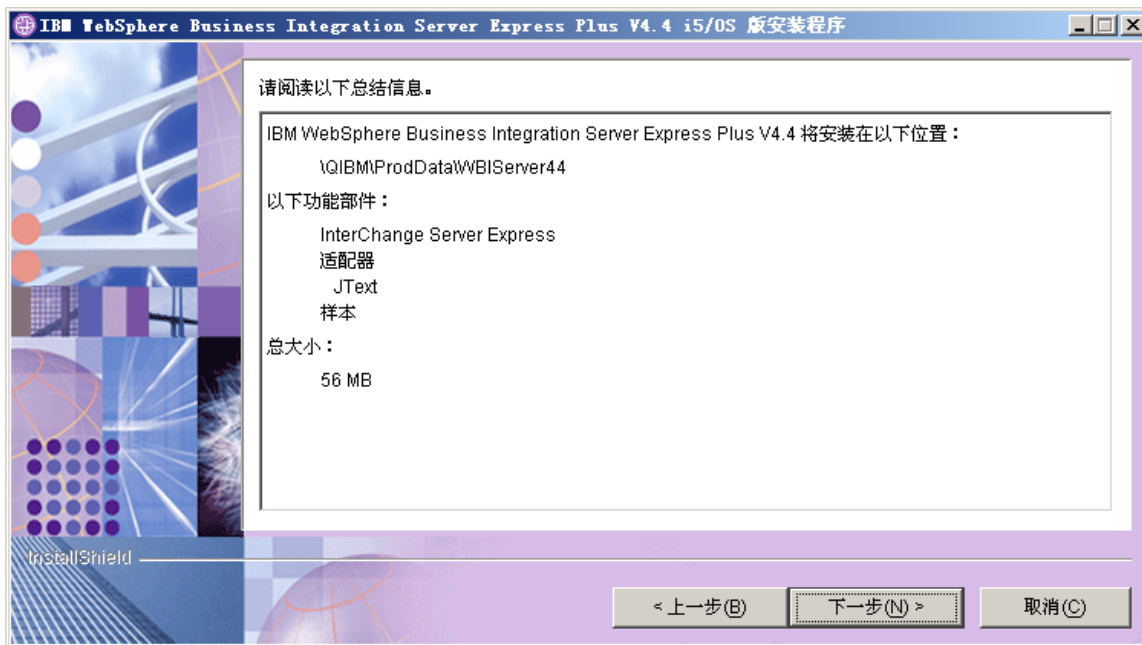 IBM WebSphere Business Integration Server Express Plus V4.4 i5/OS 版安装程序
请阅读以下总结信息。
IBM WebSphere Business Integration Server Express Plus V4.4 将安装在以下位置：
\QIBM\ProdData\WBIServer44
以下功能部件：
InterChange Server Express
适配器
JText
样本
总大小：
56 MB
InstallShield
< 上一步(B)
下一步(N) >
取消(C)